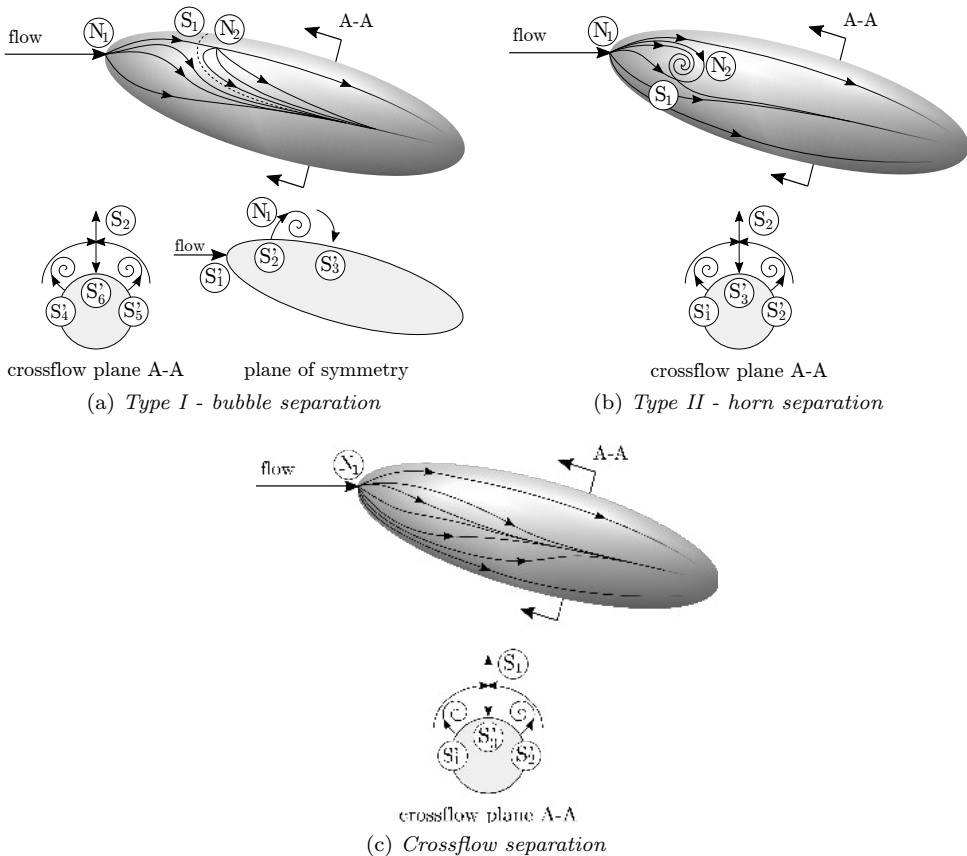 A-A
flow
N₁
S₁
N₂
S₂
S'₄
S'₆
S'₅
crossflow plane A-A
flow
N₁
S'₁
S'₂
S'₃
plane of symmetry
(a) Type I - bubble separation
A-A
flow
N₁
N₂
S₁
S₂
S'₁
S'₃
S'₂
crossflow plane A-A
(b) Type II - horn separation
A-A
flow
N₁
S₁
S'₁
S'₂
crossflow plane A-A
(c) Crossflow separation